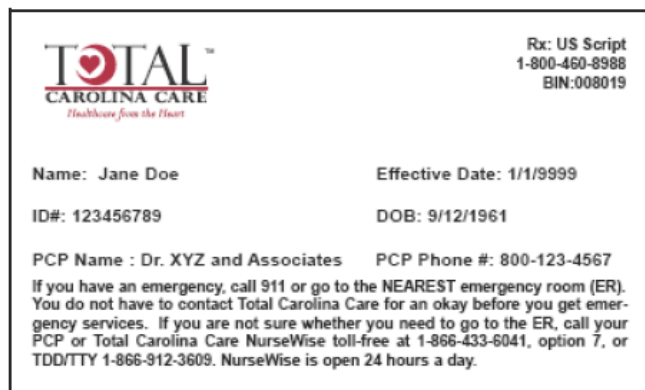 TOTAL™
CAROLINA CARE
Healthcare from the Heart
Rx: US Script
1-800-460-8988
BIN:008019
Name: Jane Doe
Effective Date: 1/1/9999
ID#: 123456789
DOB: 9/12/1961
PCP Name : Dr. XYZ and Associates
PCP Phone #: 800-123-4567
If you have an emergency, call 911 or go to the NEAREST emergency room (ER).
You do not have to contact Total Carolina Care for an okay before you get emer-
gency services. If you are not sure whether you need to go to the ER, call your
PCP or Total Carolina Care NurseWise toll-free at 1-866-433-6041, option 7, or
TDD/TTY 1-866-912-3609. NurseWise is open 24 hours a day.